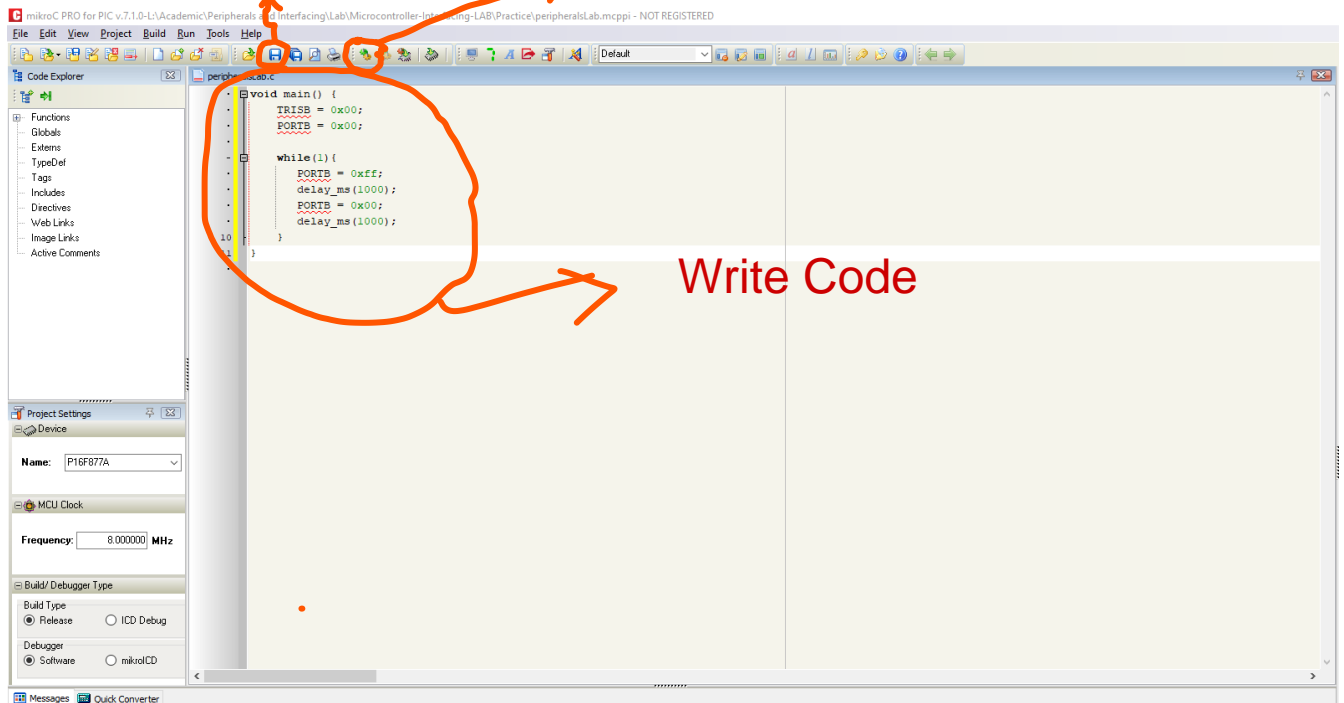 mikroC PRO for PIC v.7.1.0-L:\Academic\Peripherals and Interfacing\Lab\Microcontroller-Interfacing-LAB\Practice\peripheralsLab.mcppi - NOT REGISTERED
File Edit View Project Build Run Tools Help
Default
Code Explorer
peripheralsLab.c
Functions
Globals
Externs
TypeDef
Tags
Includes
Directives
Web Links
Image Links
Active Comments
void main() {
TRISB = 0x00;
PORTB = 0x00;
while(1){
PORTB = 0xff;
delay_ms(1000);
PORTB = 0x00;
delay_ms(1000);
10 }
11 }
Write Code
Project Settings
Device
Name: P16F877A
MCU Clock
Frequency: 8.000000 MHz
Build/ Debugger Type
Build Type
Release ICD Debug
Debugger
Software mikroICD
Messages Quick Converter